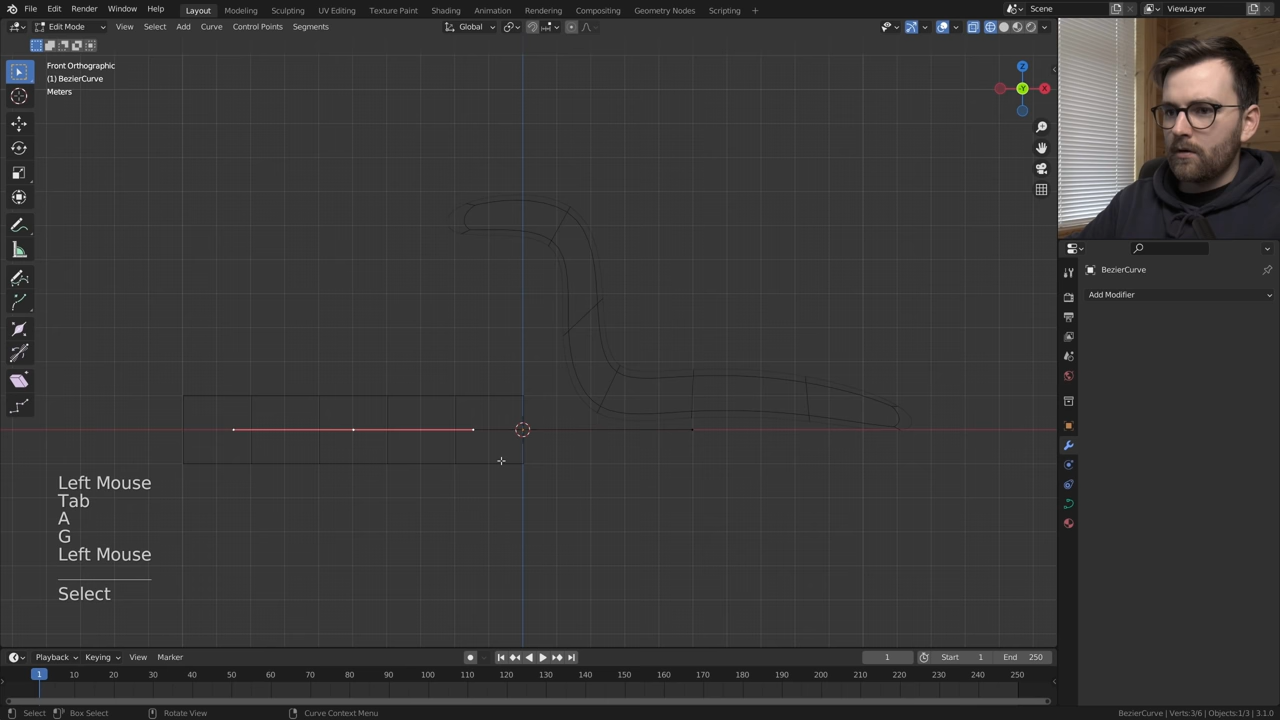 File Edit Render Window Help Layout Modeling Sculpting UV Editing Texture Paint Shading Animation Rendering Compositing Geometry Nodes Scripting Scene ViewLayer
Edit Mode View Select Add Curve Control Points Segments Global
Front Orthographic
(1) BezierCurve
Meters
Z
Y
X
BezierCurve
Add Modifier
Left Mouse
Tab
A
G
Left Mouse
Select
Playback Keying View Marker 1 Start 1 End 250
1 10 20 30 40 50 60 70 80 90 100 110 120 130 140 150 160 170 180 190 200 210 220 230 240 250
Select Box Select Rotate View Curve Context Menu BezierCurve | Verts:3/6 | Objects:1/3 | 3.1.0